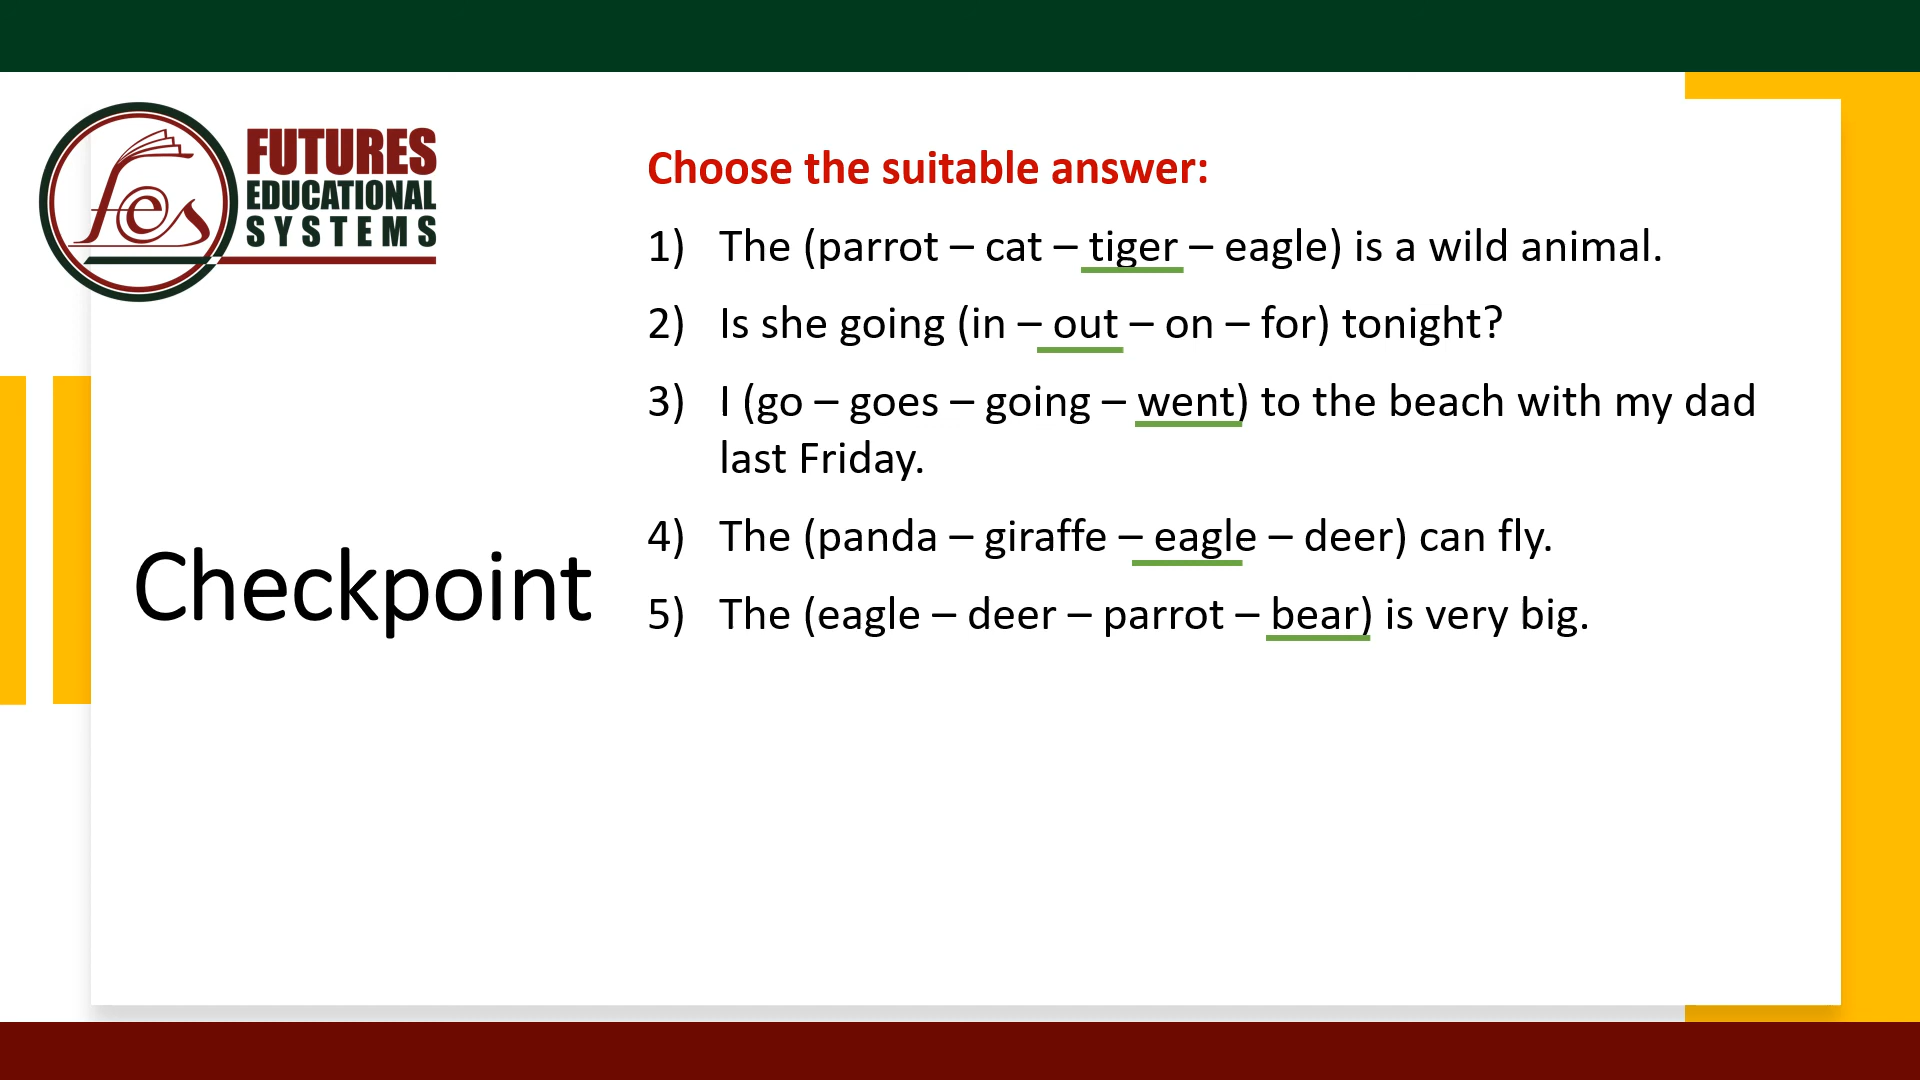 fes
FUTURES
EDUCATIONAL
SYSTEMS
Checkpoint
Choose the suitable answer:
1) The (parrot – cat – tiger – eagle) is a wild animal.
2) Is she going (in – out – on – for) tonight?
3) I (go – goes – going – went) to the beach with my dad
last Friday.
4) The (panda – giraffe – eagle – deer) can fly.
5) The (eagle – deer – parrot – bear) is very big.